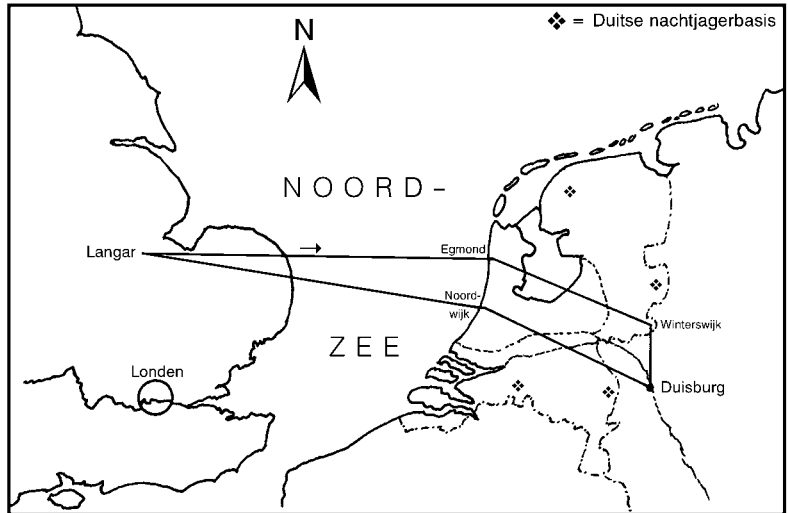 ❖ = Duitse nachtjagerbasis
N
NOORD-
Langar
Egmond
Noord-
wijk
Winterswijk
ZEE
Londen
Duisburg